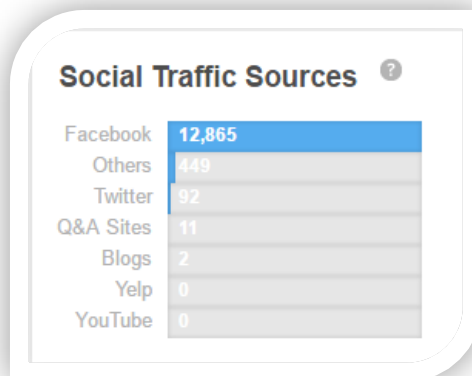 Social Traffic Sources ?
Facebook 12,865
Others 449
Twitter 92
Q&A Sites 11
Blogs 2
Yelp 0
YouTube 0